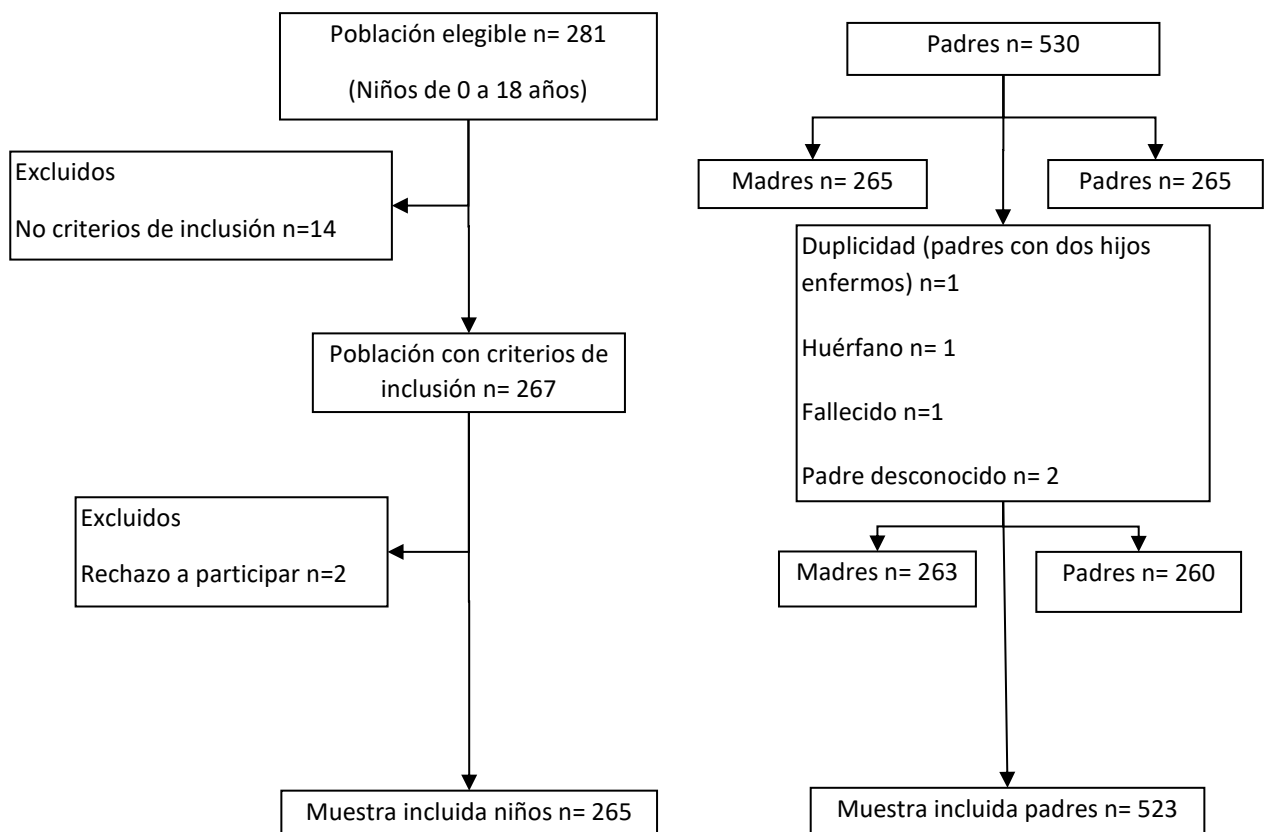 Población elegible n= 281
(Niños de 0 a 18 años)
Excluidos
No criterios de inclusión n=14
Población con criterios de
inclusión n= 267
Excluidos
Rechazo a participar n=2
Muestra incluida niños n= 265
Padres n= 530
Madres n= 265
Padres n= 265
Duplicidad (padres con dos hijos
enfermos) n=1
Huérfano n= 1
Fallecido n=1
Padre desconocido n= 2
Madres n= 263
Padres n= 260
Muestra incluida padres n= 523